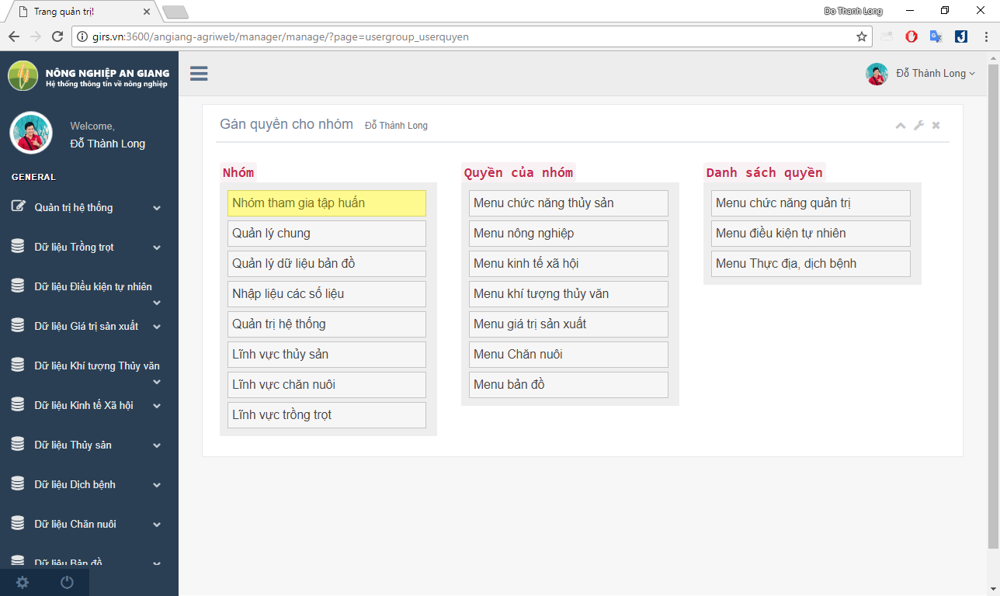 Trang quản trị!
Do Thanh Long
girs.vn:3600/angiang-agriweb/manager/manage/?page=usergroup_userquyen
NÔNG NGHIỆP AN GIANG
Hệ thống thông tin về nông nghiệp
Đỗ Thành Long
Welcome,
Đỗ Thành Long
GENERAL
Quản trị hệ thống
Dữ liệu Trồng trọt
Dữ liệu Điều kiện tự nhiên
Dữ liệu Giá trị sản xuất
Dữ liệu Khí tượng Thủy văn
Dữ liệu Kinh tế Xã hội
Dữ liệu Thủy sản
Dữ liệu Dịch bệnh
Dữ liệu Chăn nuôi
Dữ liệu Bản đồ
Gán quyền cho nhóm Đỗ Thành Long
Nhóm
Nhóm tham gia tập huấn
Quản lý chung
Quản lý dữ liệu bản đồ
Nhập liệu các số liệu
Quản trị hệ thống
Lĩnh vực thủy sản
Lĩnh vực chăn nuôi
Lĩnh vực trồng trọt
Quyền của nhóm
Menu chức năng thủy sản
Menu nông nghiệp
Menu kinh tế xã hội
Menu khí tượng thủy văn
Menu giá trị sản xuất
Menu Chăn nuôi
Menu bản đồ
Danh sách quyền
Menu chức năng quản trị
Menu điều kiện tự nhiên
Menu Thực địa, dịch bệnh